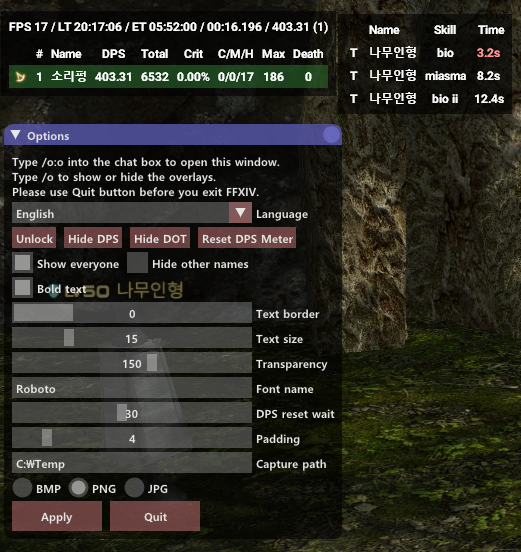 FPS 17 / LT 20:17:06 / ET 05:52:00 / 00:16.196 / 403.31 (1)
# Name DPS Total Crit C/M/H Max Death
1 소리펑 403.31 6532 0.00% 0/0/17 186 0
Name Skill Time
T 나무인형 bio 3.2s
T 나무인형 miasma 8.2s
T 나무인형 bio ii 12.4s
Options
Type /o:o into the chat box to open this window.
Type /o to show or hide the overlays.
Please use Quit button before you exit FFXIV.
English Language
Unlock Hide DPS Hide DOT Reset DPS Meter
Show everyone Hide other names
Bold text
Lv50 나무인형
0 Text border
15 Text size
150 Transparency
Roboto Font name
30 DPS reset wait
4 Padding
C:₩Temp Capture path
BMP PNG JPG
Apply Quit